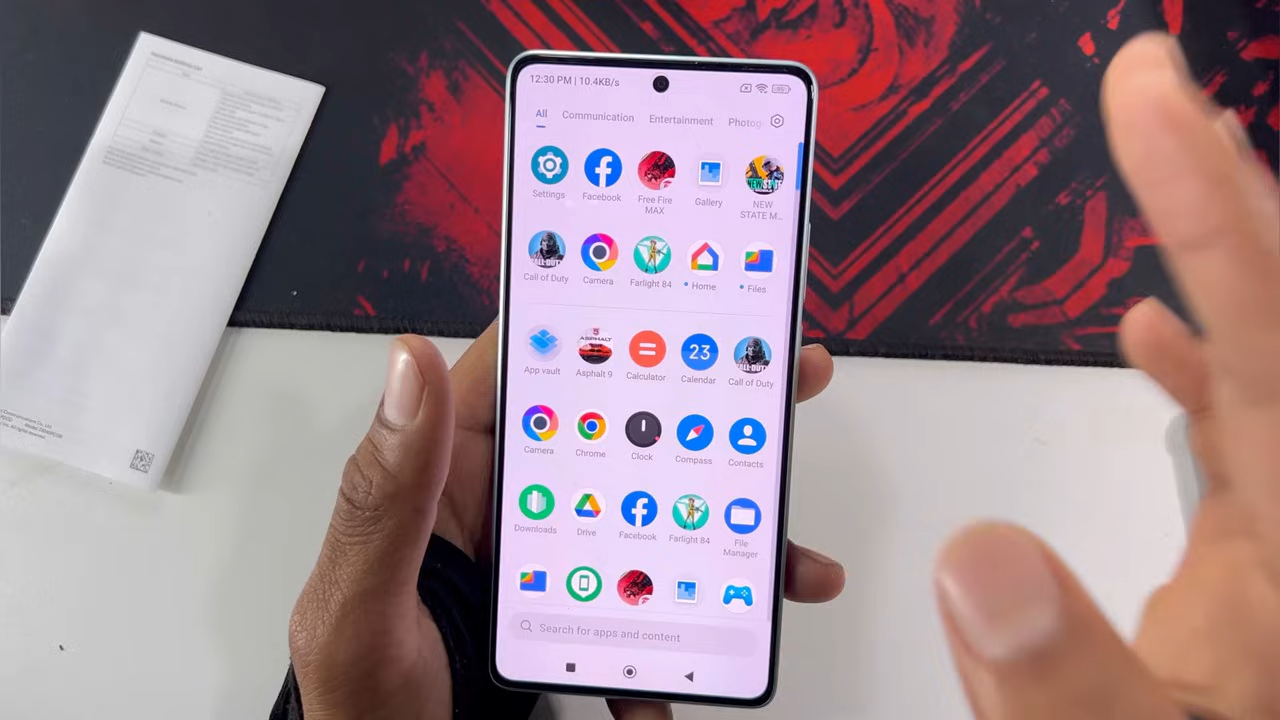 12:30 PM | 10.4KB/s
All Communication Entertainment Photog
Settings Facebook Free Fire MAX Gallery NEW STATE M...
Call of Duty Camera Farlight 84 Home Files
App vault Asphalt 9 Calculator Calendar Call of Duty
23
Camera Chrome Clock Compass Contacts
Downloads Drive Facebook Farlight 84 File Manager
Search for apps and content